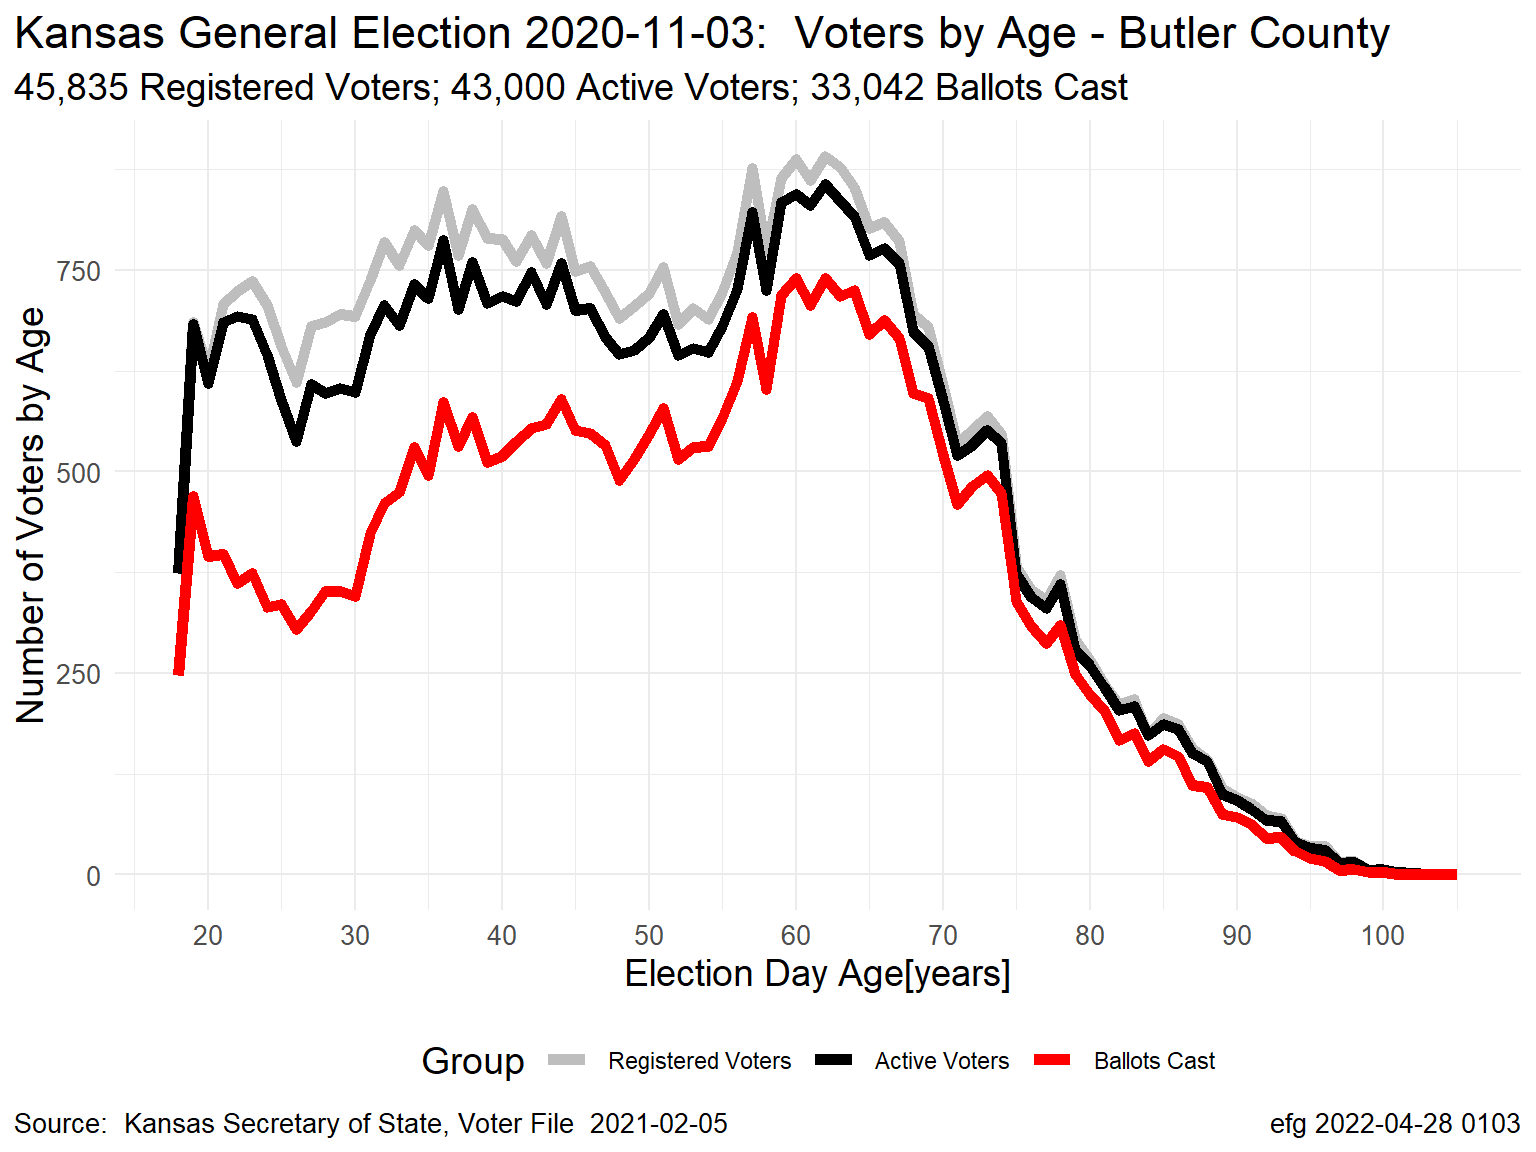 Kansas General Election 2020-11-03:  Voters by Age - Butler County
45,835 Registered Voters; 43,000 Active Voters; 33,042 Ballots Cast
Number of Voters by Age
750
500
250
0
20 30 40 50 60 70 80 90 100
Election Day Age[years]
Group Registered Voters Active Voters Ballots Cast
Source:  Kansas Secretary of State, Voter File  2021-02-05
efg 2022-04-28 0103